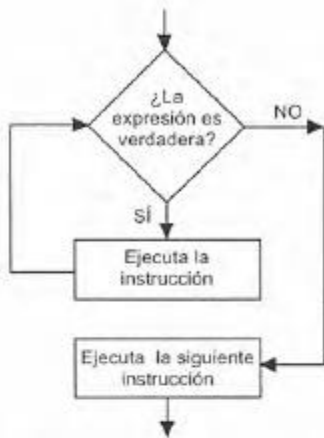 ¿La
expresión es
verdadera?
NO
SÍ
Ejecuta la
instrucción
Ejecuta la siguiente
instrucción